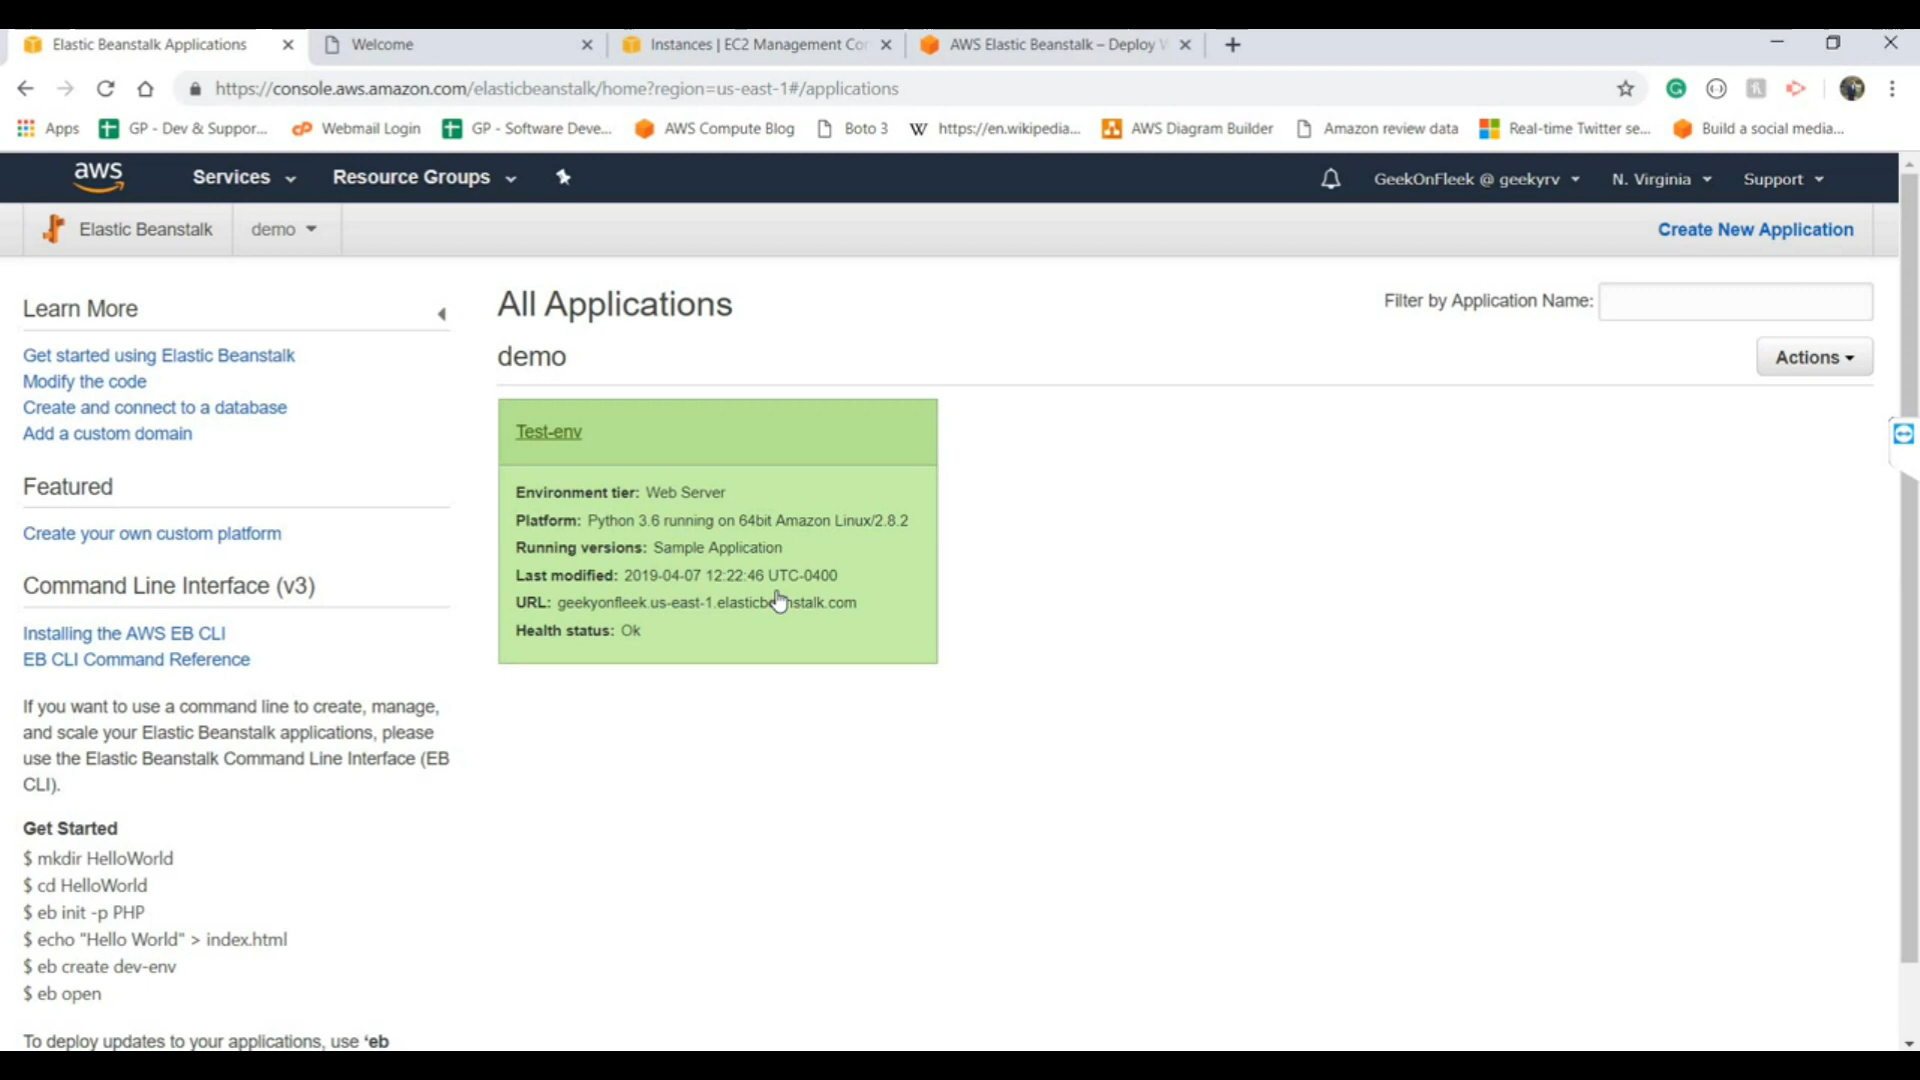 Elastic Beanstalk Applications
Welcome
Instances | EC2 Management Con
AWS Elastic Beanstalk – Deploy W
https://console.aws.amazon.com/elasticbeanstalk/home?region=us-east-1#/applications
Apps
GP - Dev & Suppor...
cP Webmail Login
GP - Software Deve...
AWS Compute Blog
Boto 3
W https://en.wikipedia...
AWS Diagram Builder
Amazon review data
Real-time Twitter se...
Build a social media...
aws
Services
Resource Groups
GeekOnFleek @ geekyrv
N. Virginia
Support
Elastic Beanstalk
demo
Create New Application
Learn More
Get started using Elastic Beanstalk
Modify the code
Create and connect to a database
Add a custom domain
Featured
Create your own custom platform
Command Line Interface (v3)
Installing the AWS EB CLI
EB CLI Command Reference
If you want to use a command line to create, manage,
and scale your Elastic Beanstalk applications, please
use the Elastic Beanstalk Command Line Interface (EB
CLI).
Get Started
$ mkdir HelloWorld
$ cd HelloWorld
$ eb init -p PHP
$ echo "Hello World" > index.html
$ eb create dev-env
$ eb open
To deploy updates to your applications, use ‘eb
All Applications
Filter by Application Name:
demo
Actions
Test-env
Environment tier: Web Server
Platform: Python 3.6 running on 64bit Amazon Linux/2.8.2
Running versions: Sample Application
Last modified: 2019-04-07 12:22:46 UTC-0400
URL: geekyonfleek.us-east-1.elasticbeanstalk.com
Health status: Ok